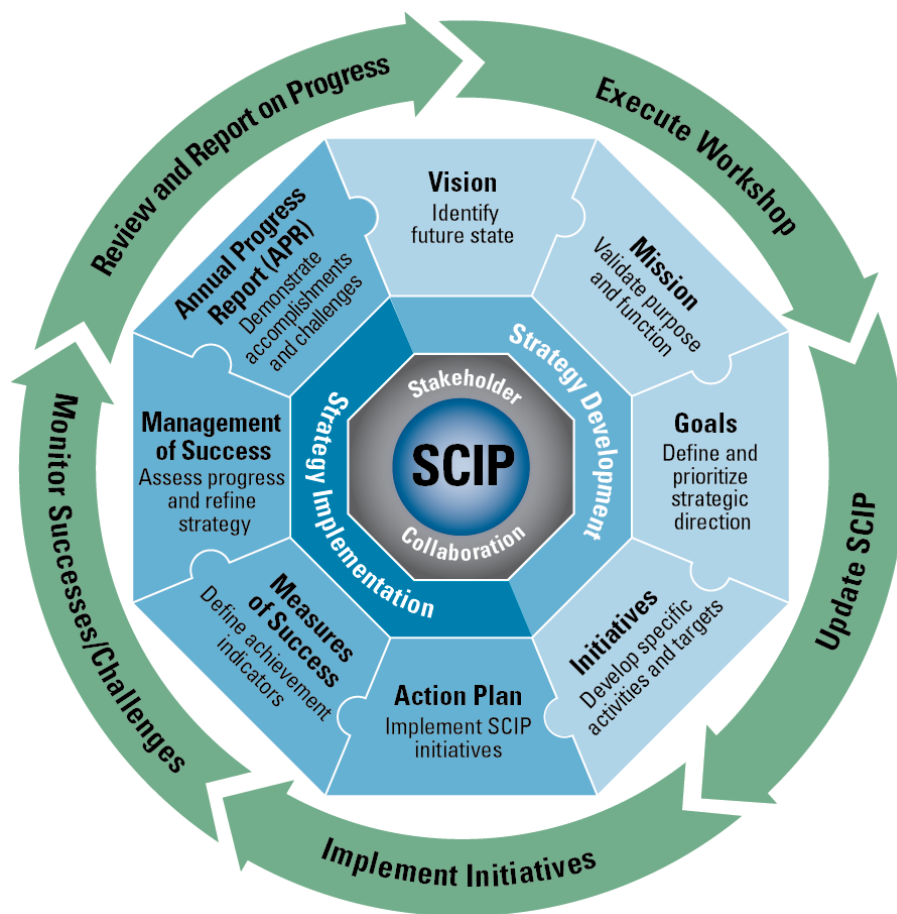 Review and Report on Progress
Execute Workshop
Update SCIP
Implement Initiatives
Monitor Successes/Challenges
Vision
Identify
future state
Mission
Validate purpose
and function
Goals
Define and
prioritize
strategic
direction
Initiatives
Develop specific
activities and targets
Action Plan
Implement SCIP
initiatives
Measures
of Success
Define achievement
indicators
Management
of Success
Assess progress
and refine
strategy
Annual Progress
Report (APR)
Demonstrate
accomplishments
and challenges
Strategy Development
Strategy Implementation
Stakeholder
SCIP
Collaboration